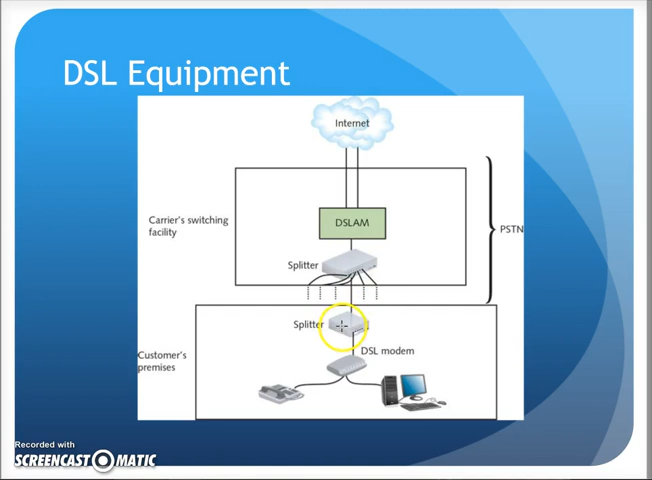 DSL Equipment
Internet
Carrier's switching
facility
DSLAM
PSTN
Splitter
Splitter
DSL modem
Customer's
premises
Recorded with
SCREENCAST-O-MATIC